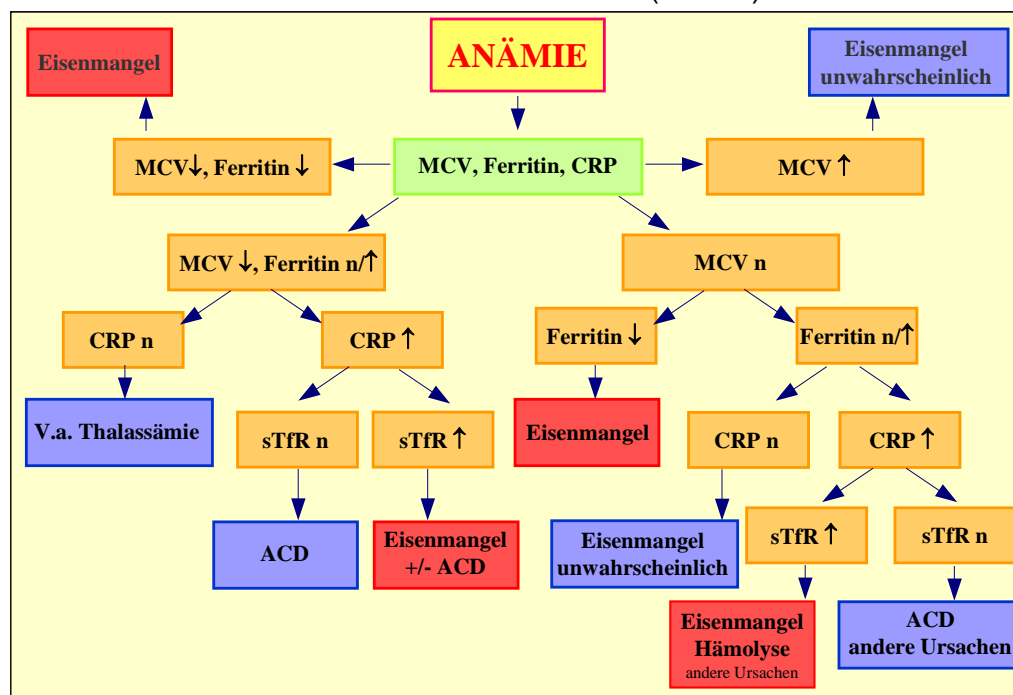 ANÄMIE
Eisenmangel
Eisenmangel
unwahrscheinlich
MCV↓, Ferritin ↓
MCV, Ferritin, CRP
MCV ↑
MCV ↓, Ferritin n/↑
MCV n
CRP n
CRP ↑
Ferritin ↓
Ferritin n/↑
V.a. Thalassämie
sTfR n
sTfR ↑
Eisenmangel
CRP n
CRP ↑
ACD
Eisenmangel
+/- ACD
Eisenmangel
unwahrscheinlich
sTfR ↑
sTfR n
Eisenmangel
Hämolyse
andere Ursachen
ACD
andere Ursachen